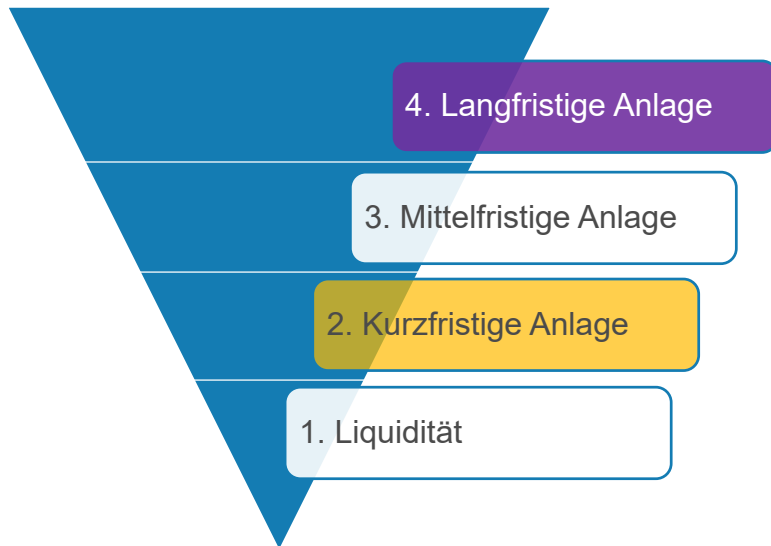 4. Langfristige Anlage
3. Mittelfristige Anlage
2. Kurzfristige Anlage
1. Liquidität